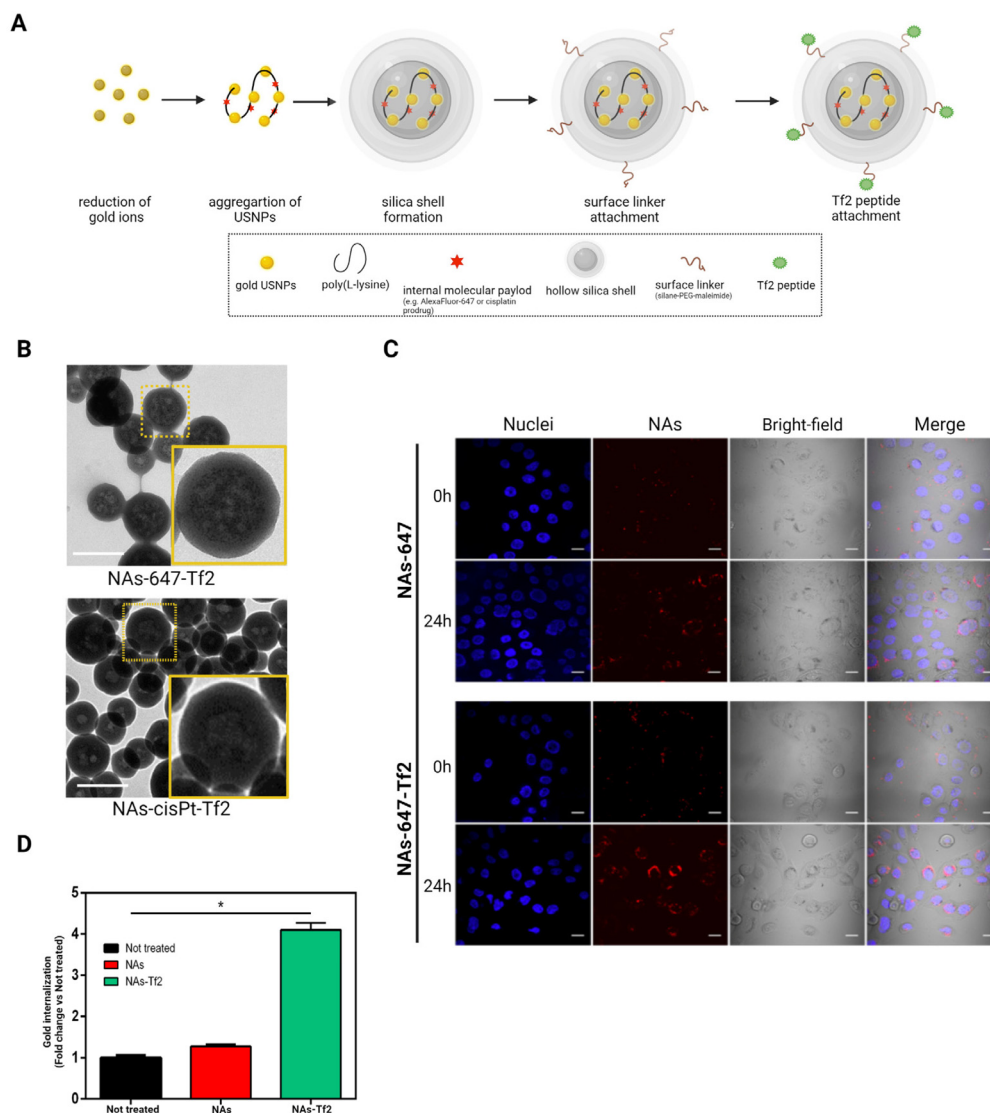 A
reduction of
gold ions
aggregartion of
USNPs
silica shell
formation
surface linker
attachment
Tf2 peptide
attachment
gold USNPs
poly(L-lysine)
internal molecular paylod
(e.g. AlexaFluor-647 or cisplatin
prodrug)
hollow silica shell
surface linker
(silane-PEG-maleimide)
Tf2 peptide
B
NAs-647-Tf2
NAs-cisPt-Tf2
C
Nuclei
NAs
Bright-field
Merge
NAs-647
0h
24h
NAs-647-Tf2
0h
24h
D
Gold internalization
(Fold change vs Not treated)
5
4
3
2
1
0
*
Not treated
NAs
NAs-Tf2
Not treated
NAs
NAs-Tf2